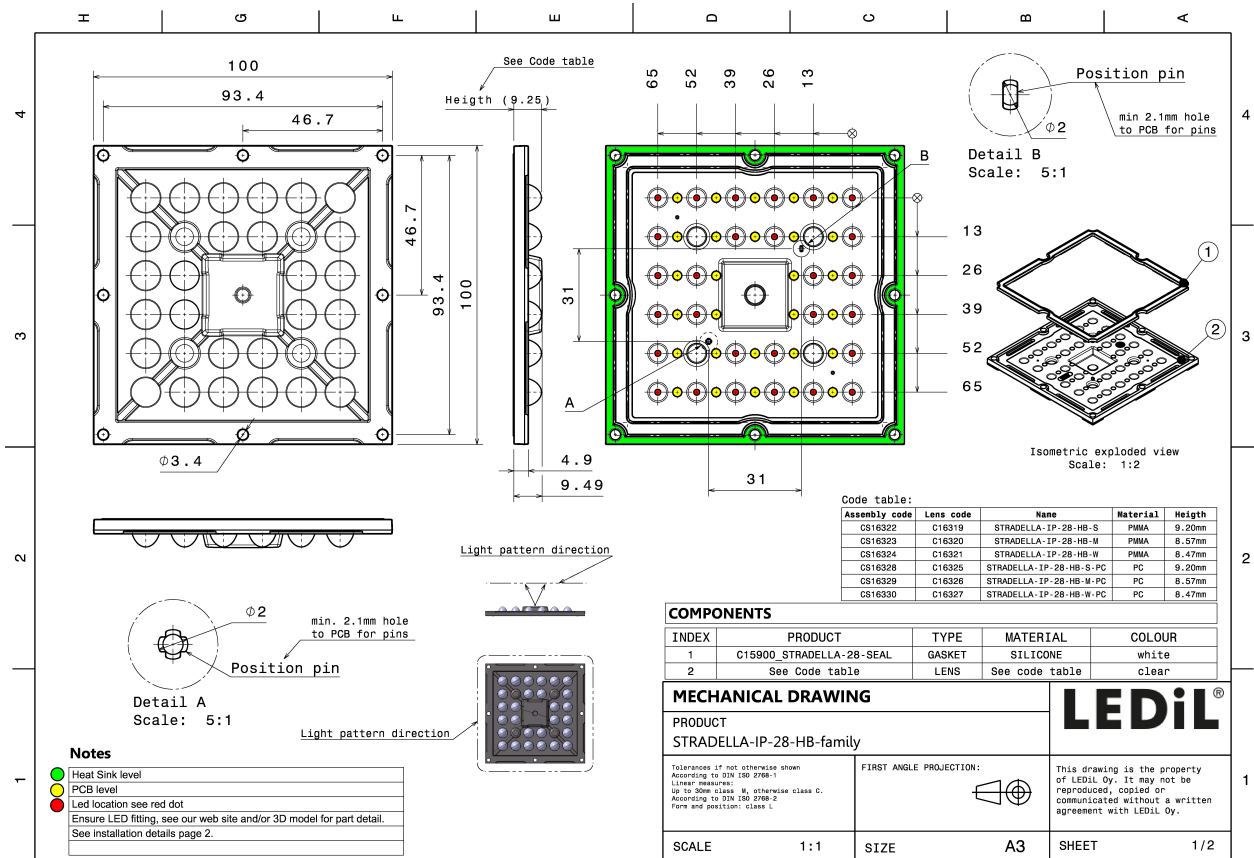 H G F E D C B A
4
3
2
1
4
3
2
1
100
93.4
46.7
46.7
93.4
100
Ø3.4
See Code table
Heigth (9.25)
4.9
9.49
65 52 39 26 13
B
A
31
31
13
26
39
52
65
Position pin
min 2.1mm hole
to PCB for pins
Ø2
Detail B
Scale: 5:1
1
2
Isometric exploded view
Scale: 1:2
Ø2
min. 2.1mm hole
to PCB for pins
Position pin
Detail A
Scale: 5:1
Light pattern direction
Light pattern direction
Code table:
Assembly code Lens code Name Material Heigth
CS16322 C16319 STRADELLA-IP-28-HB-S PMMA 9.20mm
CS16323 C16320 STRADELLA-IP-28-HB-M PMMA 8.57mm
CS16324 C16321 STRADELLA-IP-28-HB-W PMMA 8.47mm
CS16328 C16325 STRADELLA-IP-28-HB-S-PC PC 9.20mm
CS16329 C16326 STRADELLA-IP-28-HB-M-PC PC 8.57mm
CS16330 C16327 STRADELLA-IP-28-HB-W-PC PC 8.47mm
COMPONENTS
INDEX PRODUCT TYPE MATERIAL COLOUR
1 C15900_STRADELLA-28-SEAL GASKET SILICONE white
2 See Code table LENS See code table clear
MECHANICAL DRAWING
PRODUCT
STRADELLA-IP-28-HB-family
LEDiL®
Tolerances if not otherwise shown
According to DIN ISO 2768-1
Linear measures:
Up to 30mm class M, otherwise class C.
According to DIN ISO 2768-2
Form and position: class L
FIRST ANGLE PROJECTION:
This drawing is the property
of LEDiL Oy. It may not be
reproduced, copied or
communicated without a written
agreement with LEDiL Oy.
SCALE 1:1 SIZE A3 SHEET 1/2
Notes
Heat Sink level
PCB level
Led location see red dot
Ensure LED fitting, see our web site and/or 3D model for part detail.
See installation details page 2.